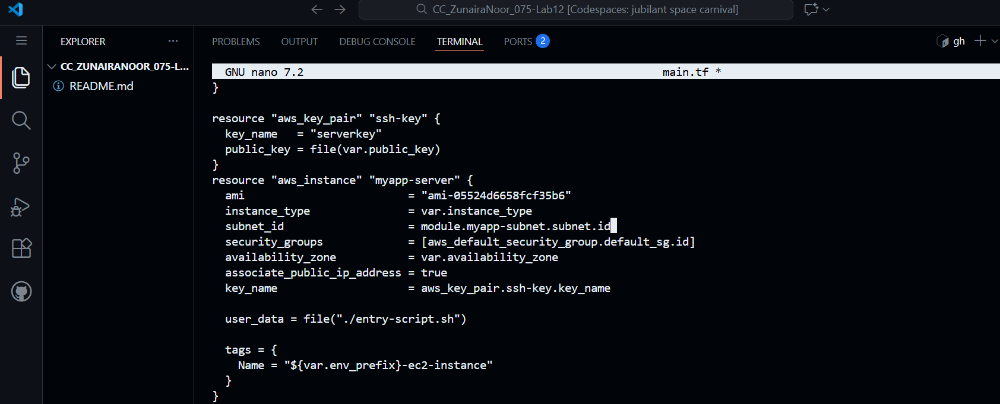 CC_ZunairaNoor_075-Lab12 [Codespaces: jubilant space carnival]
EXPLORER
PROBLEMS OUTPUT DEBUG CONSOLE TERMINAL PORTS 2
gh
CC_ZUNAIRANOOR_075-L...
README.md
GNU nano 7.2 main.tf *
}
resource "aws_key_pair" "ssh-key" {
  key_name   = "serverkey"
  public_key = file(var.public_key)
}
resource "aws_instance" "myapp-server" {
  ami                         = "ami-05524d6658fcf35b6"
  instance_type               = var.instance_type
  subnet_id                   = module.myapp-subnet.subnet.id
  security_groups             = [aws_default_security_group.default_sg.id]
  availability_zone           = var.availability_zone
  associate_public_ip_address = true
  key_name                    = aws_key_pair.ssh-key.key_name
  user_data = file("./entry-script.sh")
  tags = {
    Name = "${var.env_prefix}-ec2-instance"
  }
}